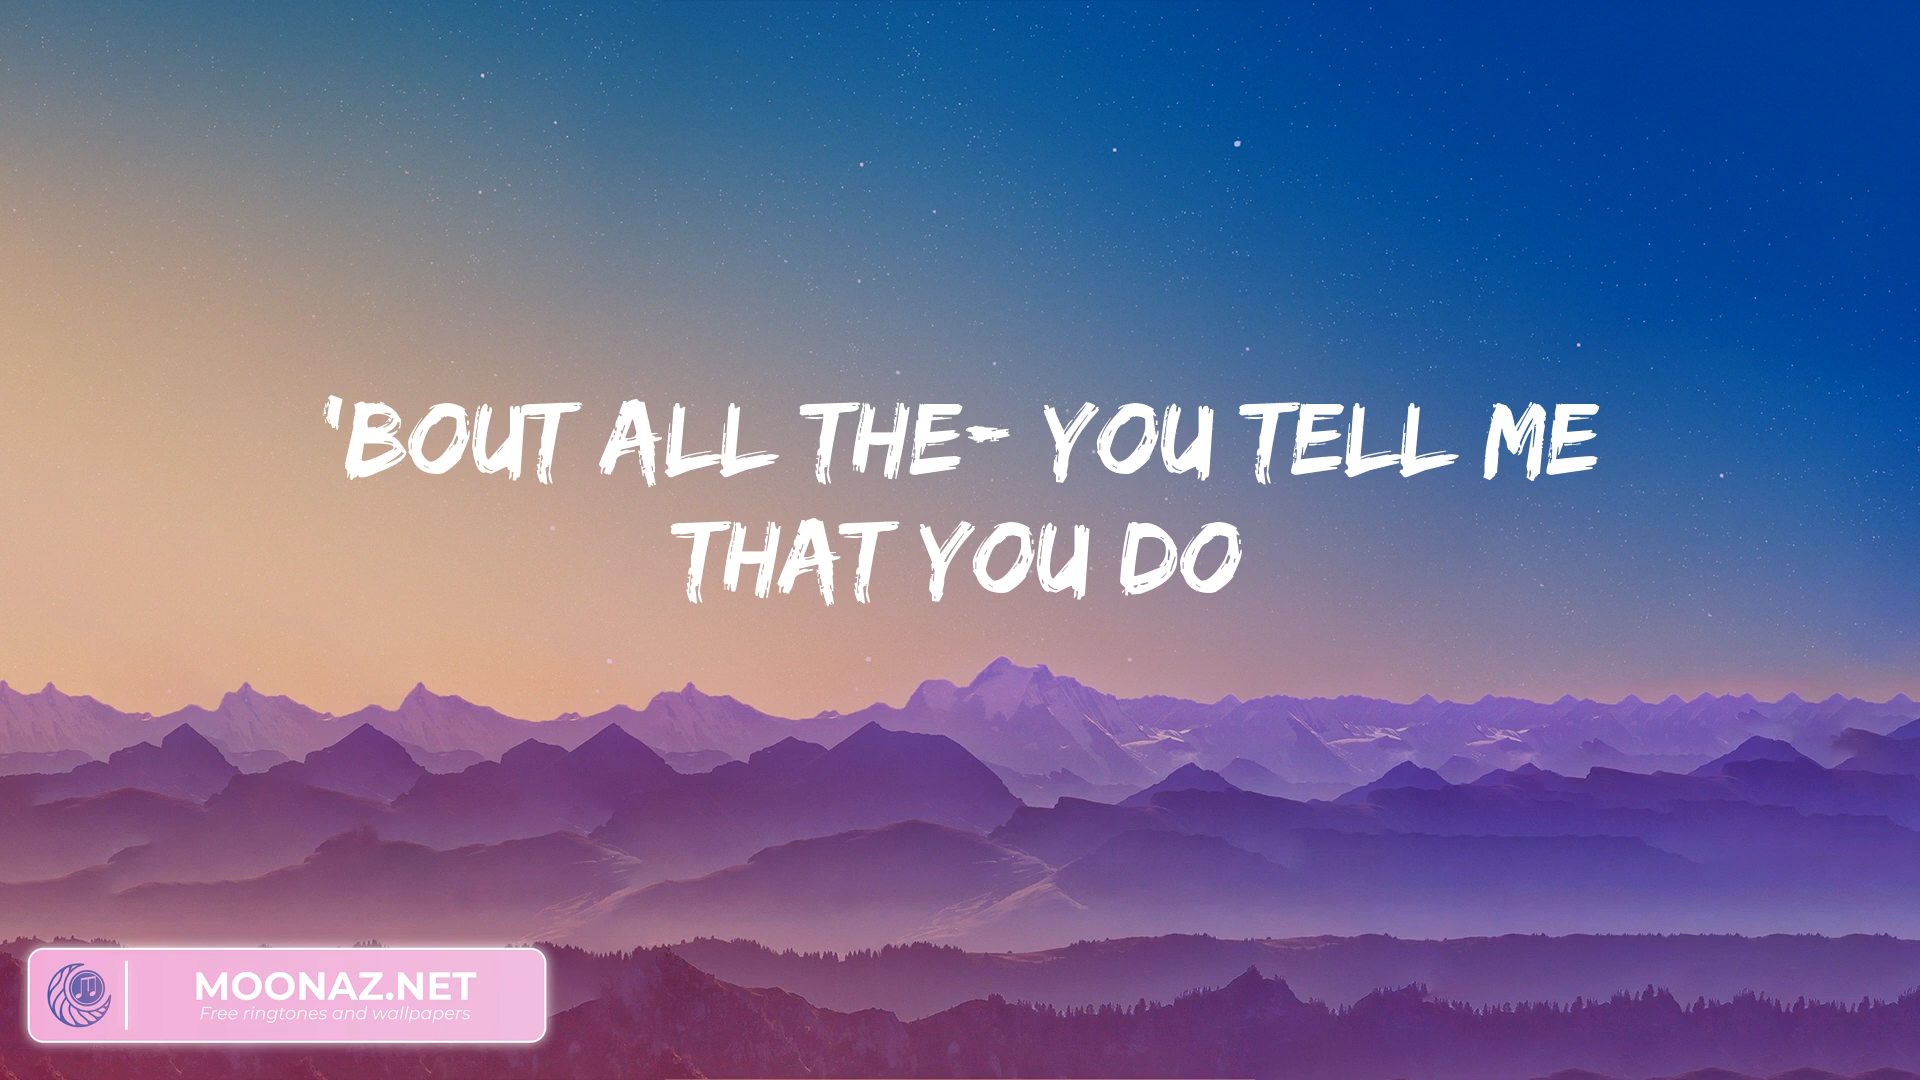 'BOUT ALL THE- YOU TELL ME
THAT YOU DO
MOONAZ.NET
Free ringtones and wallpapers